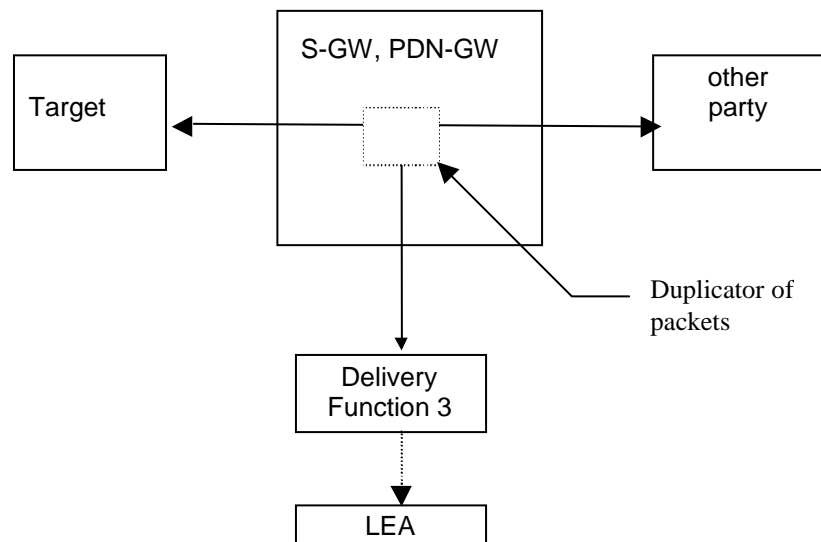 S-GW, PDN-GW
Target
other
party
Duplicator of
packets
Delivery
Function 3
LEA